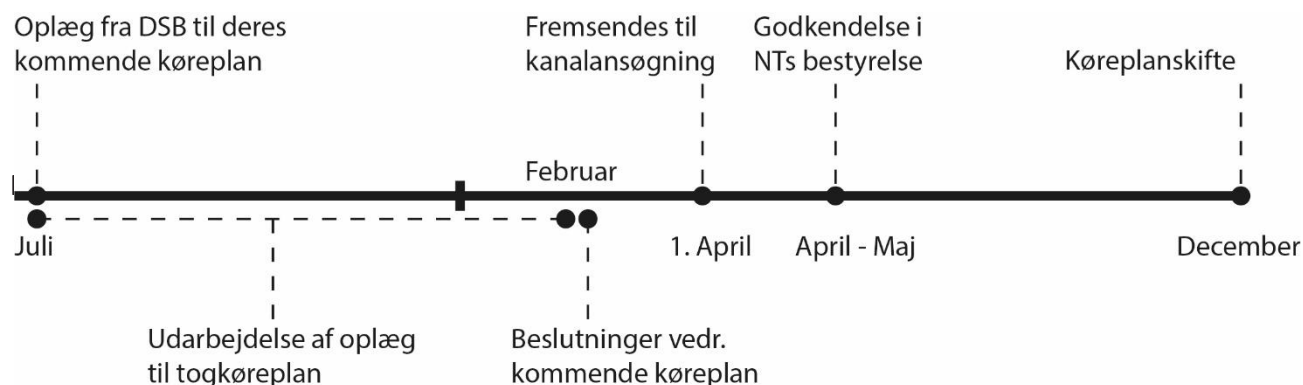 Oplæg fra DSB til deres
kommende køreplan
Fremsendes til
kanalansøgning
Godkendelse i
NTs bestyrelse
Køreplanskifte
Februar
Juli
1. April
April - Maj
December
Udarbejdelse af oplæg
til togkøreplan
Beslutninger vedr.
kommende køreplan